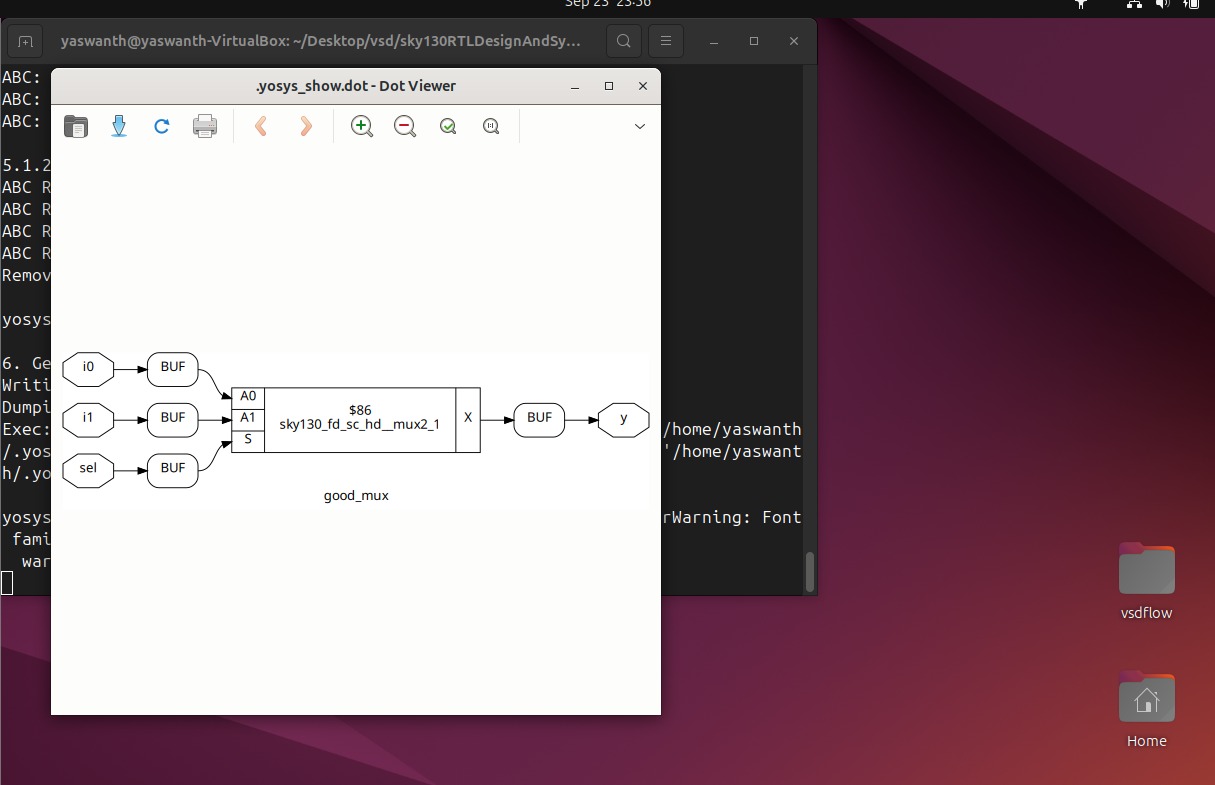 Sep 23 23:56
yaswanth@yaswanth-VirtualBox: ~/Desktop/vsd/sky130RTLDesignAndSy...
ABC:
ABC:
ABC:
5.1.2
ABC R
ABC R
ABC R
ABC R
Remov
yosys
6. Ge
Writi
Dumpi
Exec:
/.yos
h/.yo
yosys
fami
war
/home/yaswanth
'/home/yaswant
rWarning: Font
.yosys_show.dot - Dot Viewer
i0
BUF
i1
BUF
sel
BUF
A0
A1
S
$86
sky130_fd_sc_hd__mux2_1
X
BUF
y
good_mux
vsdflow
Home